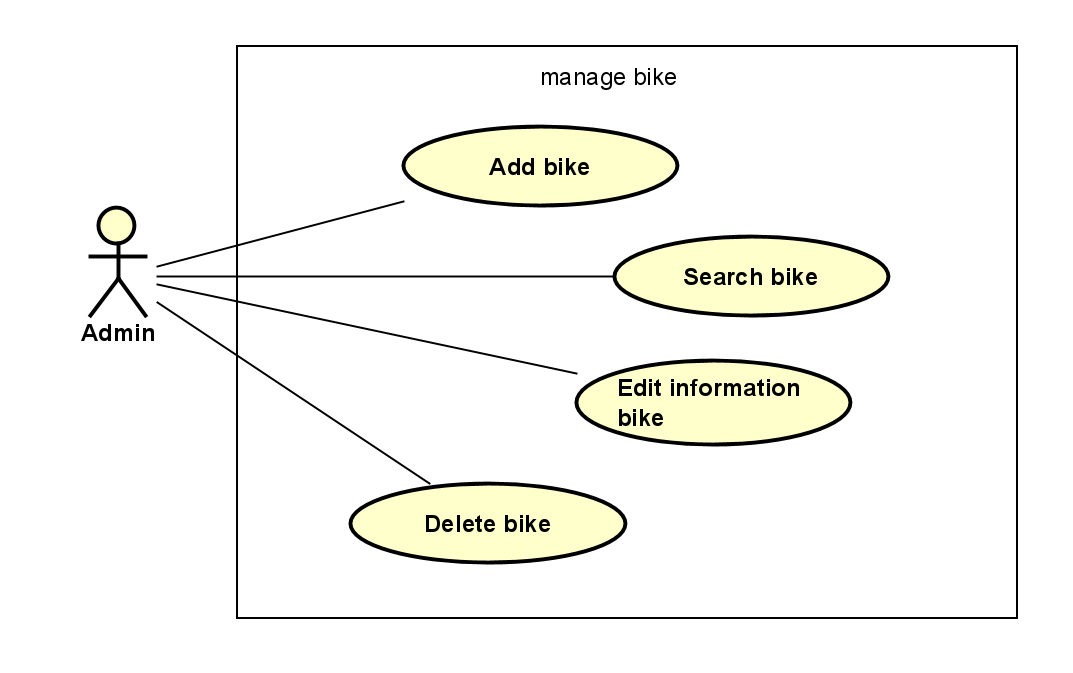 manage bike
Add bike
Search bike
Admin
Edit information
bike
Delete bike